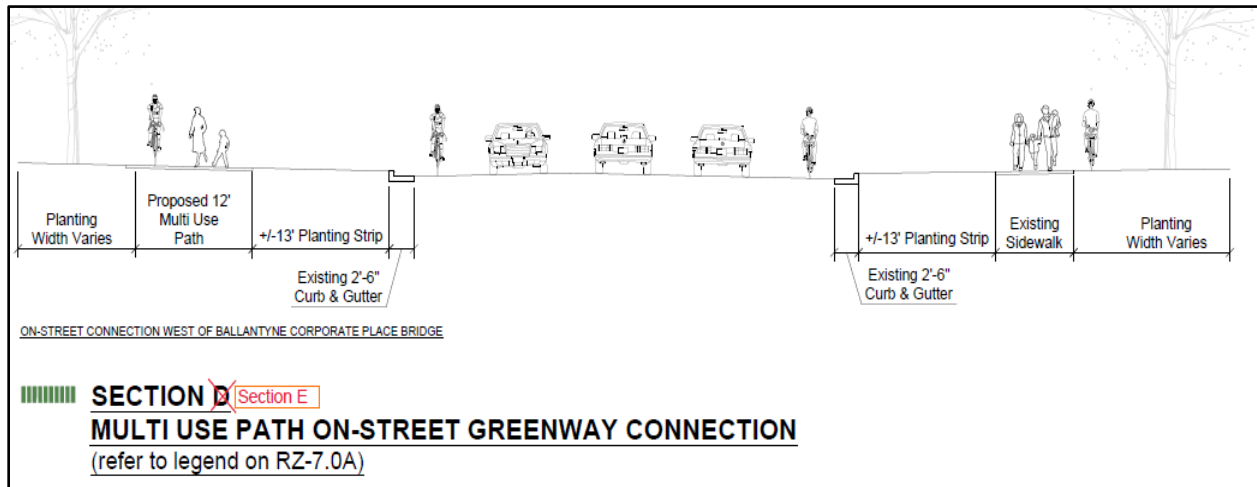 Planting
Width Varies
Proposed 12'
Multi Use
Path
+/-13' Planting Strip
Existing 2'-6"
Curb & Gutter
+/-13' Planting Strip
Existing 2'-6"
Curb & Gutter
Existing
Sidewalk
Planting
Width Varies
ON-STREET CONNECTION WEST OF BALLANTYNE CORPORATE PLACE BRIDGE
SECTION D Section E
MULTI USE PATH ON-STREET GREENWAY CONNECTION
(refer to legend on RZ-7.0A)